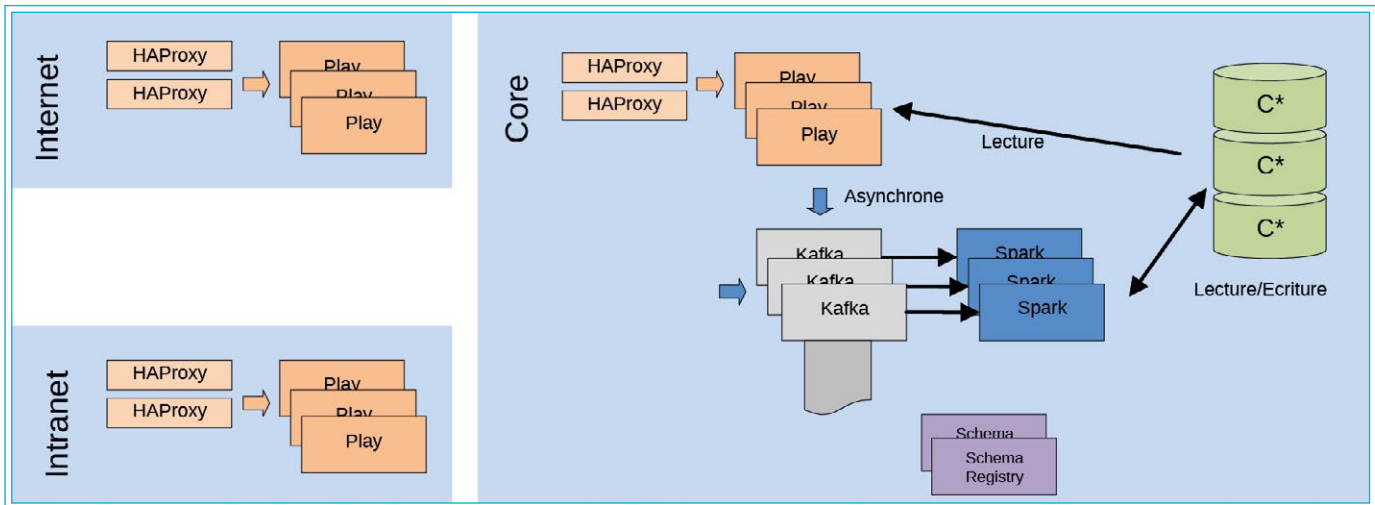 Internet
HAProxy
HAProxy
Play
Play
Play
Intranet
HAProxy
HAProxy
Play
Play
Play
Core
HAProxy
HAProxy
Play
Play
Play
Lecture
C*
C*
C*
Asynchrone
Kafka
Kafka
Kafka
Spark
Spark
Spark
Lecture/Ecriture
Schema
Schema
Registry